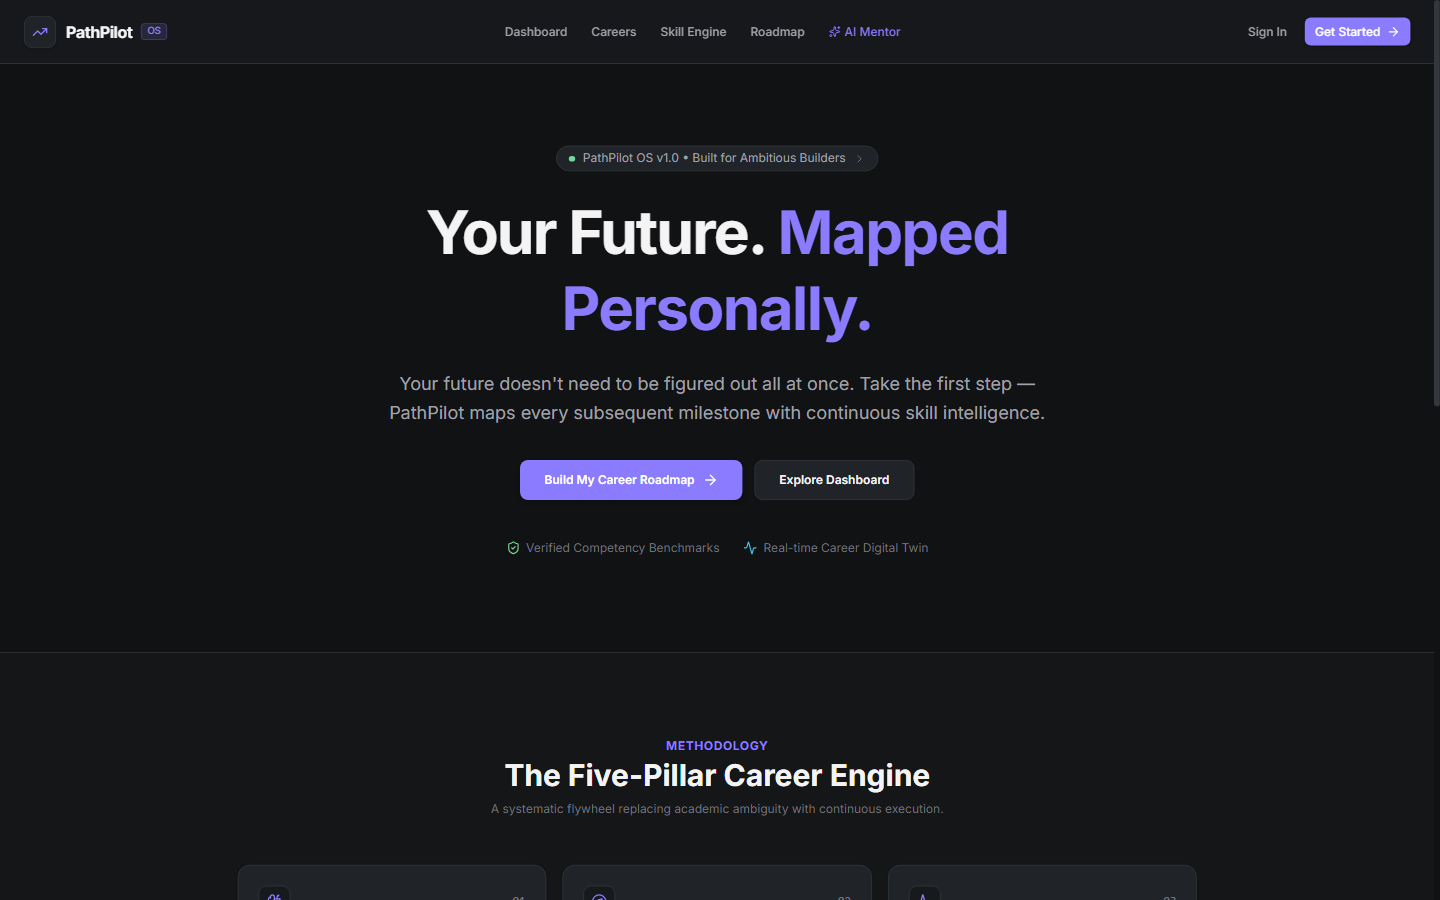 PathPilot OS
Dashboard Careers Skill Engine Roadmap AI Mentor
Sign In Get Started
PathPilot OS v1.0 • Built for Ambitious Builders
Your Future. Mapped
Personally.
Your future doesn't need to be figured out all at once. Take the first step —
PathPilot maps every subsequent milestone with continuous skill intelligence.
Build My Career Roadmap
Explore Dashboard
Verified Competency Benchmarks
Real-time Career Digital Twin
METHODOLOGY
The Five-Pillar Career Engine
A systematic flywheel replacing academic ambiguity with continuous execution.